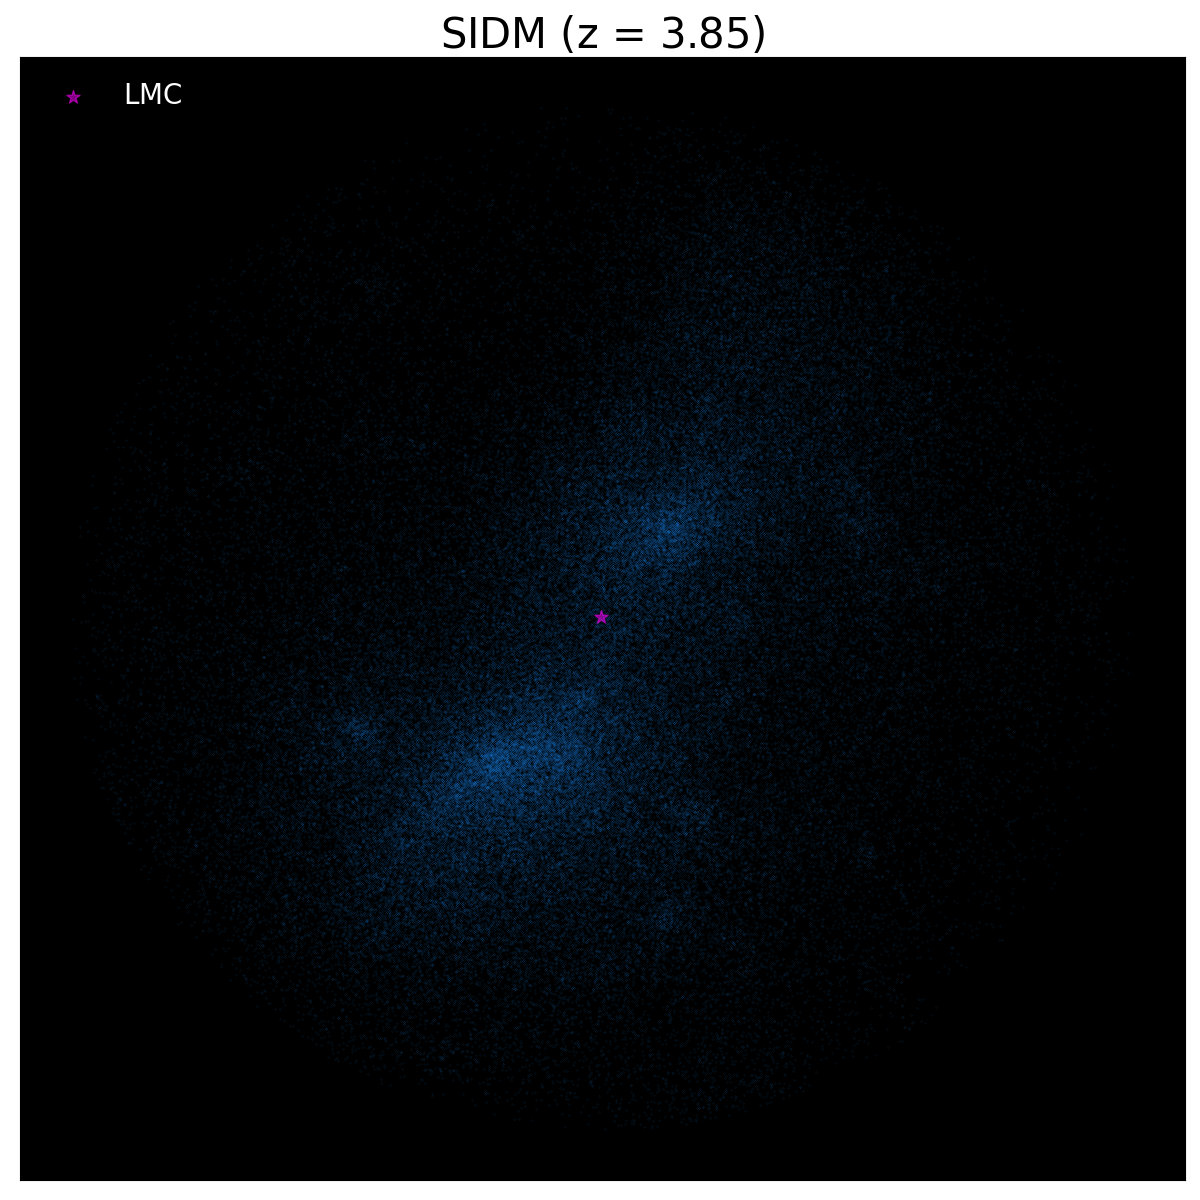 SIDM (z = 3.85)
LMC